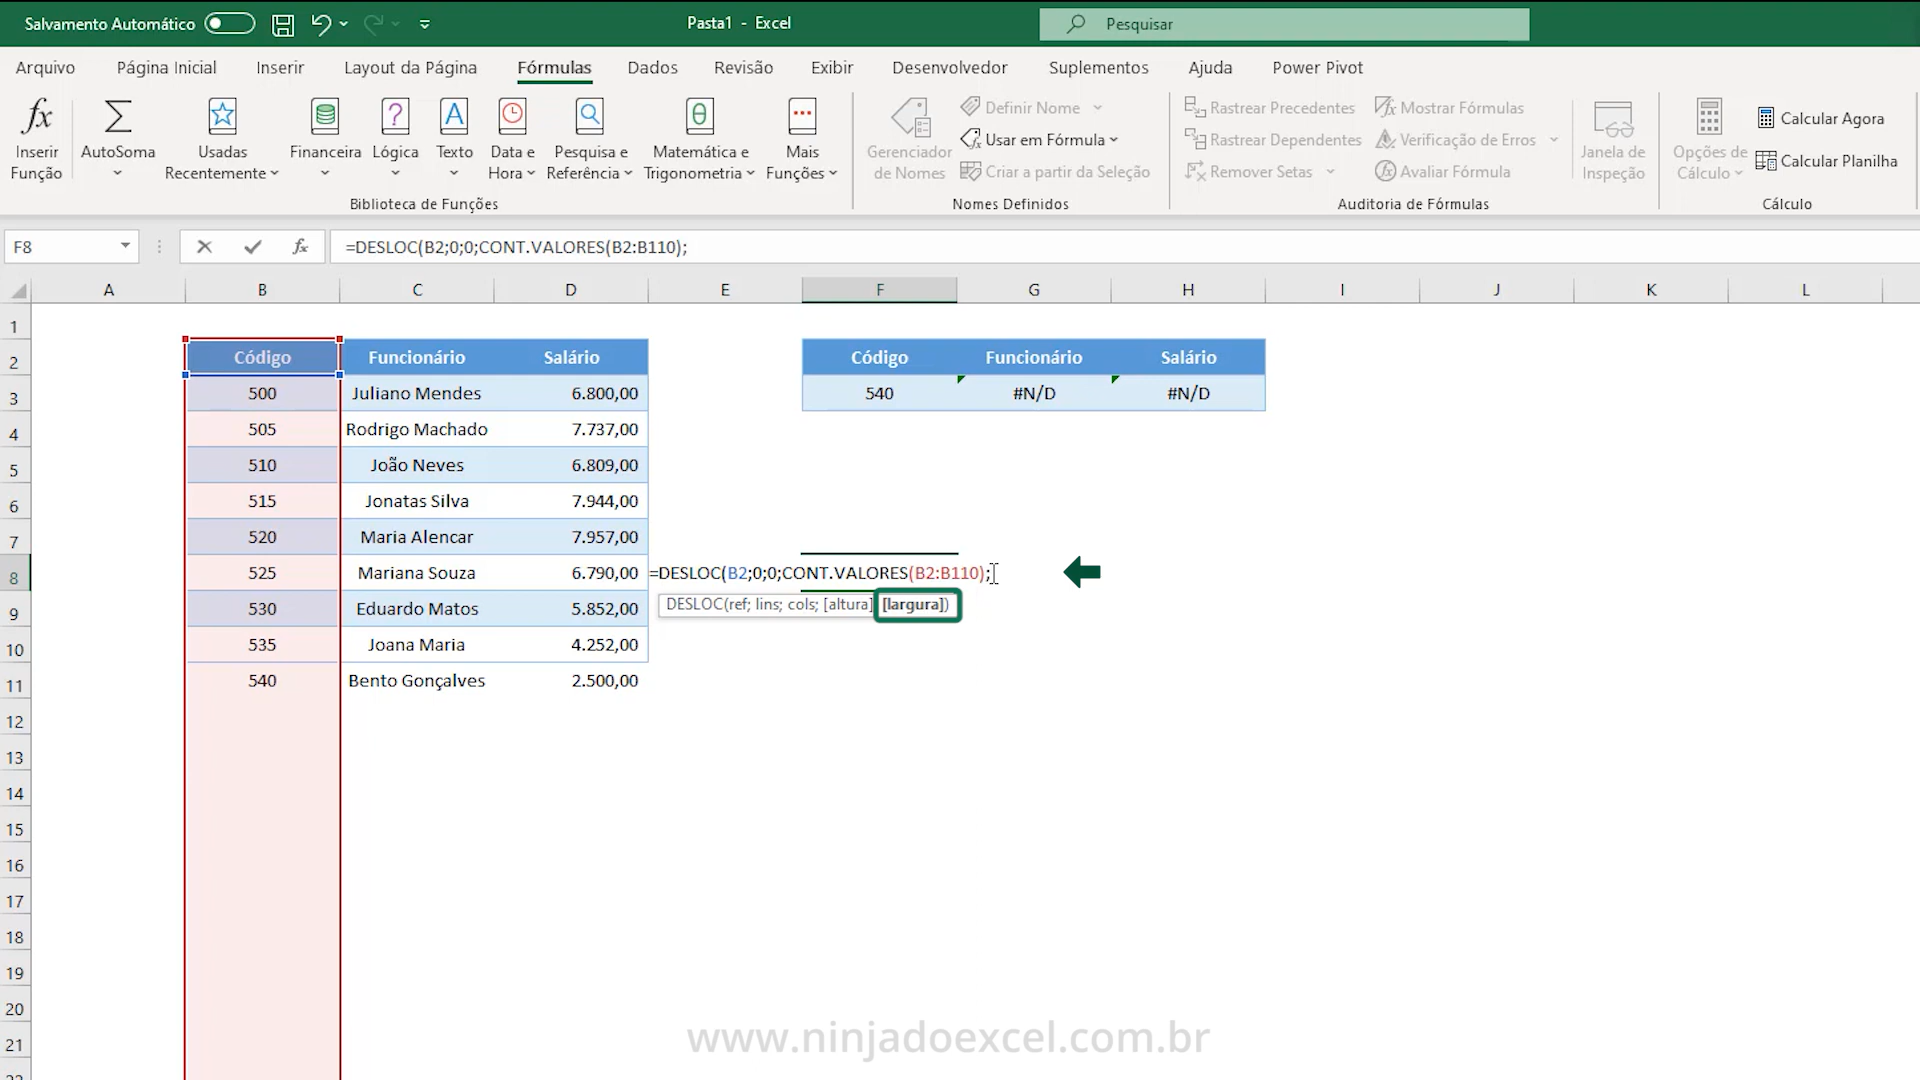 Salvamento Automático
Pasta1 - Excel
Pesquisar
Arquivo Página Inicial Inserir Layout da Página Fórmulas Dados Revisão Exibir Desenvolvedor Suplementos Ajuda Power Pivot
fx Inserir Função
Σ AutoSoma
Usadas Recentemente
Financeira
? Lógica
A Texto
Data e Hora
Pesquisa e Referência
θ Matemática e Trigonometria
Mais Funções
Biblioteca de Funções
Gerenciador de Nomes
Definir Nome
Usar em Fórmula
Criar a partir da Seleção
Nomes Definidos
Rastrear Precedentes
Rastrear Dependentes
Remover Setas
Mostrar Fórmulas
Verificação de Erros
Avaliar Fórmula
Auditoria de Fórmulas
Janela de Inspeção
Opções de Cálculo
Calcular Agora
Calcular Planilha
Cálculo
F8 fx =DESLOC(B2;0;0;CONT.VALORES(B2:B110);
A B C D E F G H I J K L
1
2 Código Funcionário Salário Código Funcionário Salário
3 500 Juliano Mendes 6.800,00 540 #N/D #N/D
4 505 Rodrigo Machado 7.737,00
5 510 João Neves 6.809,00
6 515 Jonatas Silva 7.944,00
7 520 Maria Alencar 7.957,00
8 525 Mariana Souza 6.790,00 =DESLOC(B2;0;0;CONT.VALORES(B2:B110);
DESLOC(ref; lins; cols; [altura] [largura])
9 530 Eduardo Matos 5.852,00
10 535 Joana Maria 4.252,00
11 540 Bento Gonçalves 2.500,00
12
13
14
15
16
17
18
19
20
21
22
www.ninjadoexcel.com.br